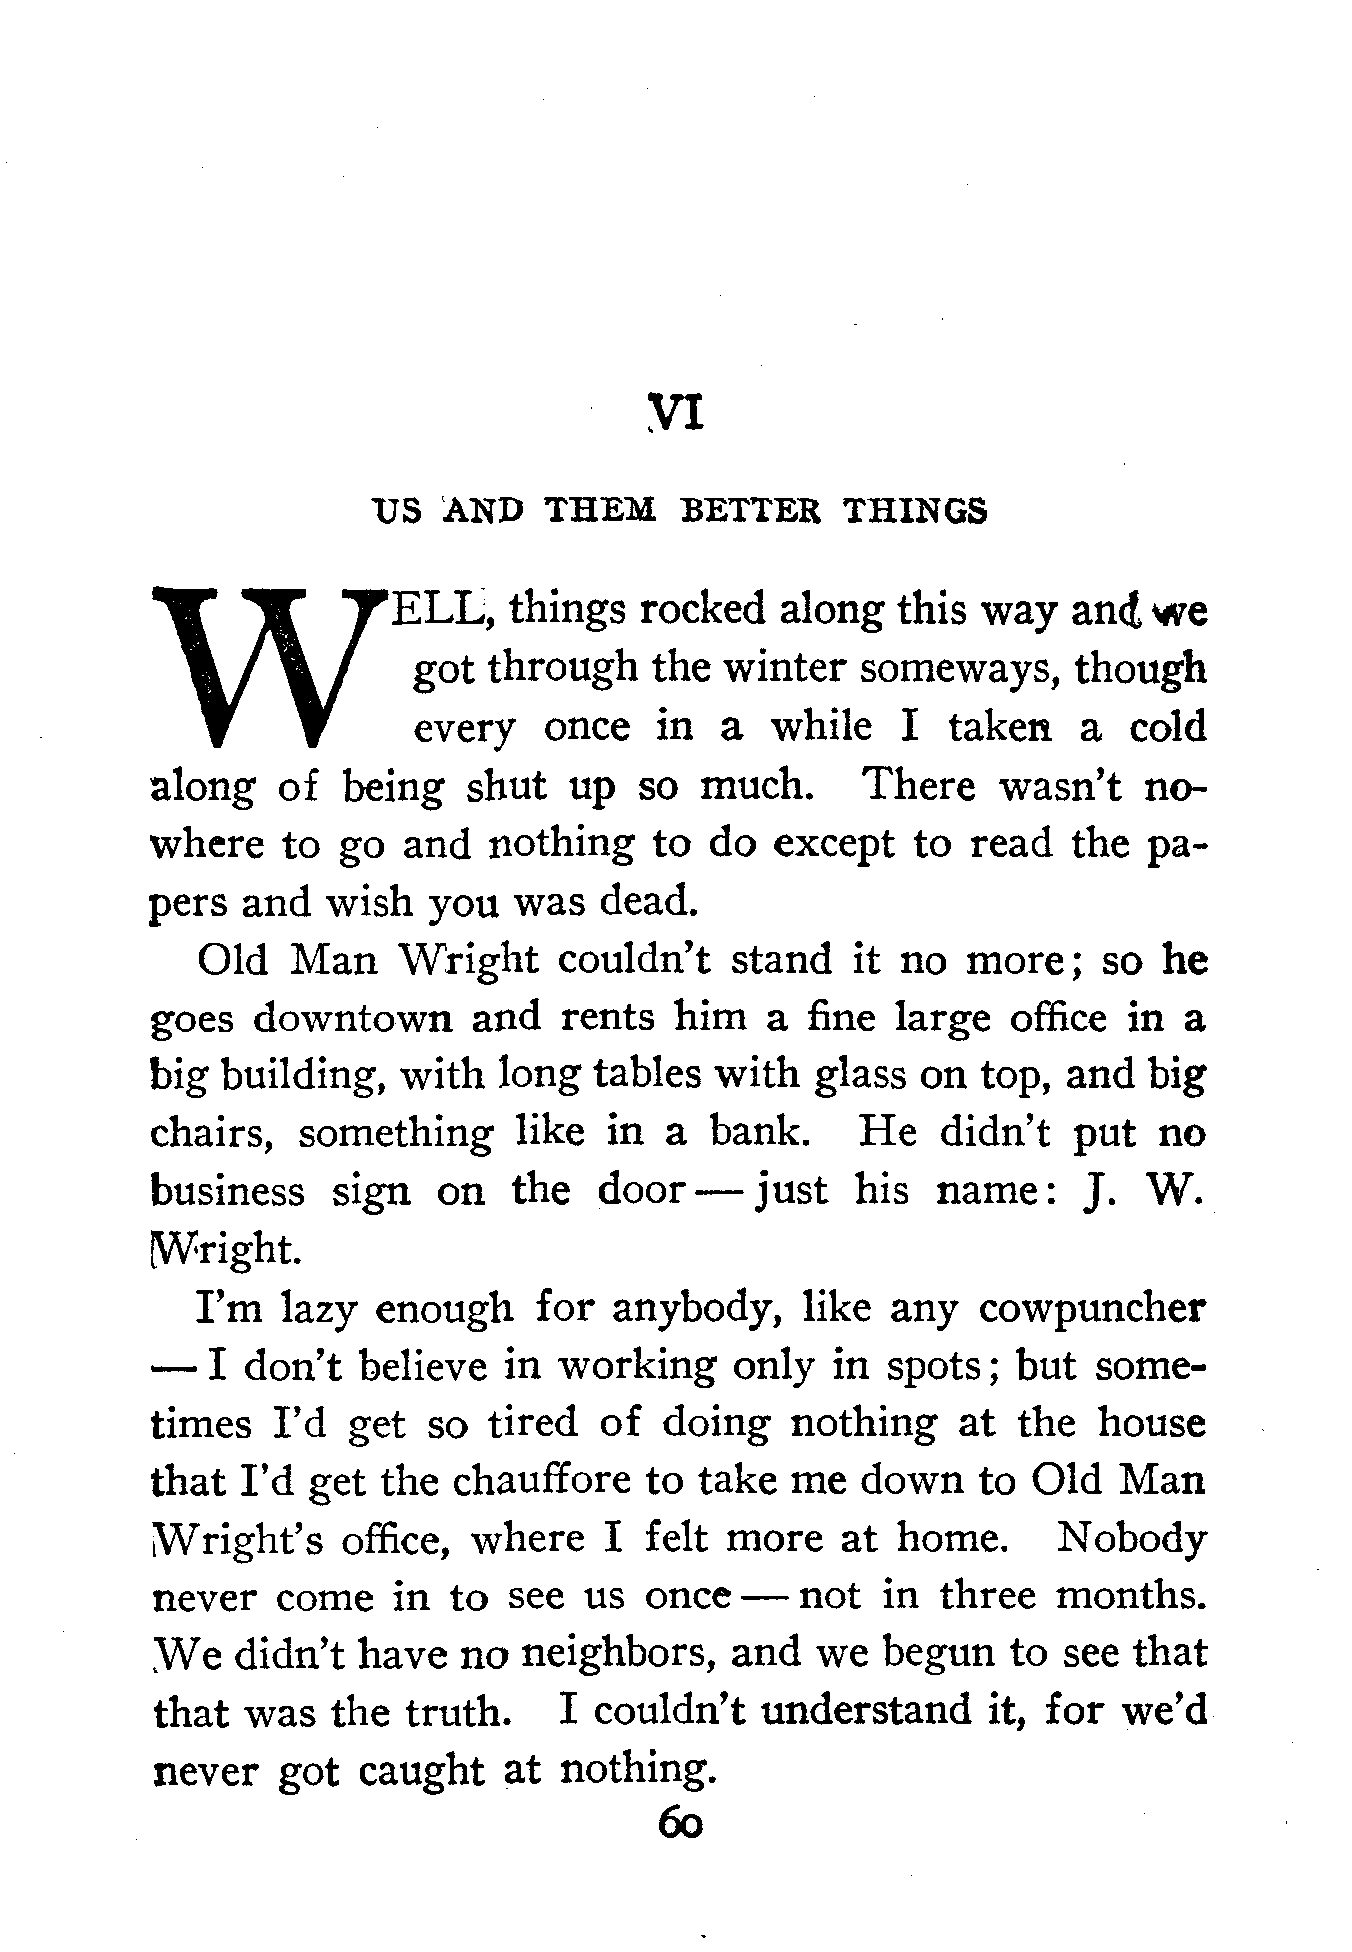 VI
US AND THEM BETTER THINGS
WELL, things rocked along this way and we
got through the winter someways, though
every once in a while I taken a cold
along of being shut up so much. There wasn't no-
where to go and nothing to do except to read the pa-
pers and wish you was dead.
Old Man Wright couldn't stand it no more; so he
goes downtown and rents him a fine large office in a
big building, with long tables with glass on top, and big
chairs, something like in a bank. He didn't put no
business sign on the door — just his name: J. W.
Wright.
I'm lazy enough for anybody, like any cowpuncher
— I don't believe in working only in spots; but some-
times I'd get so tired of doing nothing at the house
that I'd get the chauffore to take me down to Old Man
Wright's office, where I felt more at home. Nobody
never come in to see us once — not in three months.
We didn't have no neighbors, and we begun to see that
that was the truth. I couldn't understand it, for we'd
never got caught at nothing.
60